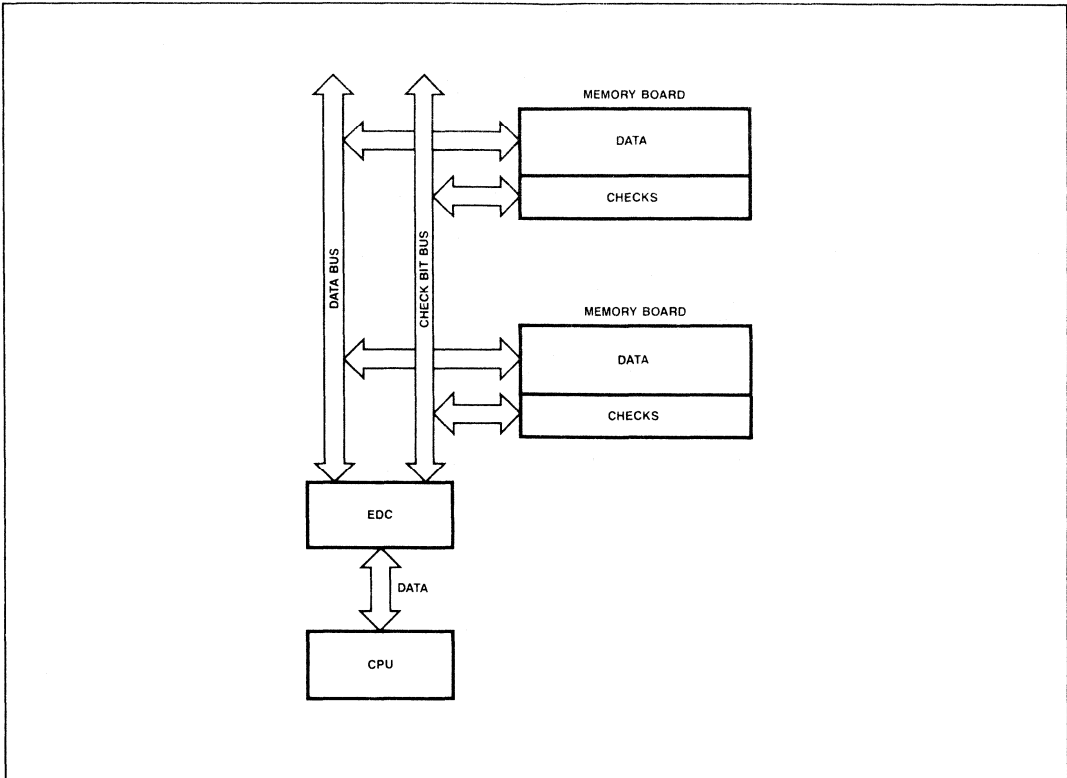 MEMORY BOARD
DATA
CHECKS
DATA BUS
CHECK BIT BUS
MEMORY BOARD
DATA
CHECKS
EDC
DATA
CPU